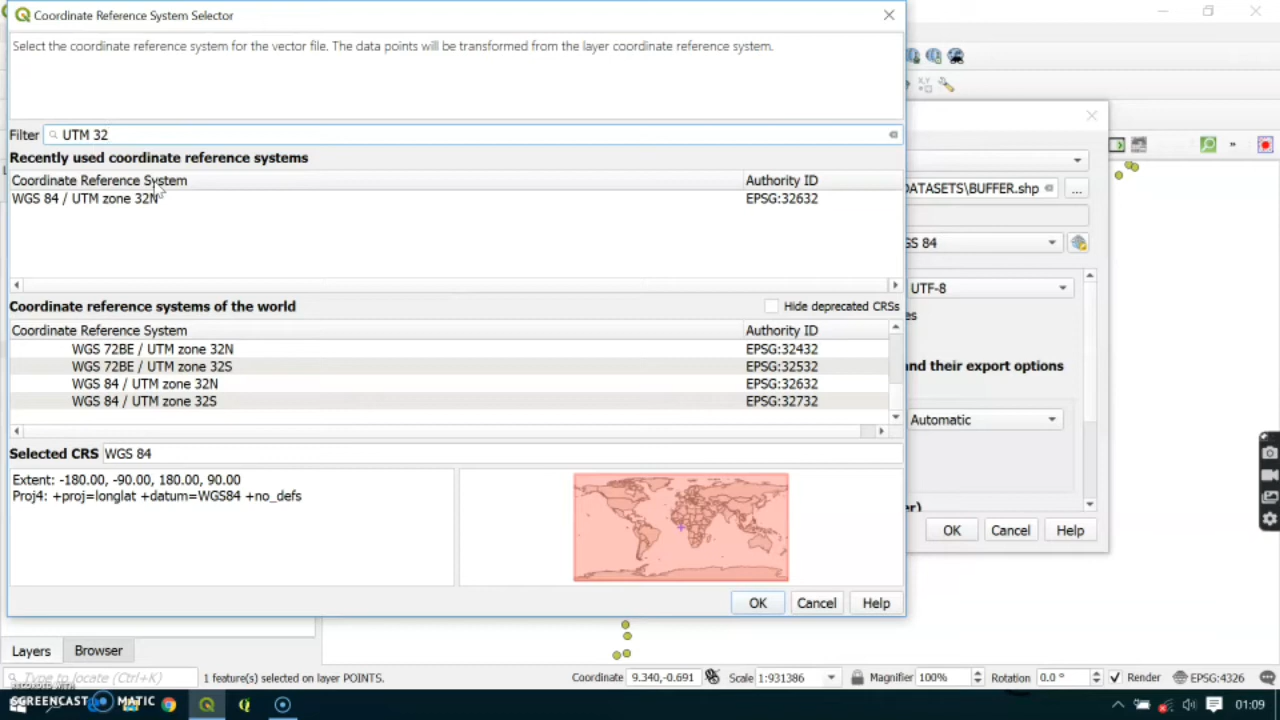 Coordinate Reference System Selector
Select the coordinate reference system for the vector file. The data points will be transformed from the layer coordinate reference system.
Filter UTM 32
Recently used coordinate reference systems
Coordinate Reference System Authority ID
WGS 84 / UTM zone 32N EPSG:32632
Coordinate reference systems of the world Hide deprecated CRSs
Coordinate Reference System Authority ID
WGS 72BE / UTM zone 32N EPSG:32432
WGS 72BE / UTM zone 32S EPSG:32532
WGS 84 / UTM zone 32N EPSG:32632
WGS 84 / UTM zone 32S EPSG:32732
Selected CRS WGS 84
Extent: -180.00, -90.00, 180.00, 90.00
Proj4: +proj=longlat +datum=WGS84 +no_defs
OK Cancel Help
X,Y
»
DATASETS\BUFFER.shp ...
GS 84
UTF-8
es
nd their export options
Automatic
OK Cancel Help
Layers Browser
Type to locate (Ctrl+K) 1 feature(s) selected on layer POINTS. Coordinate 9.340,-0.691 Scale 1:931386 Magnifier 100% Rotation 0.0 ° Render EPSG:4326
RECORDED WITH
SCREENCAST MATIC
01:09